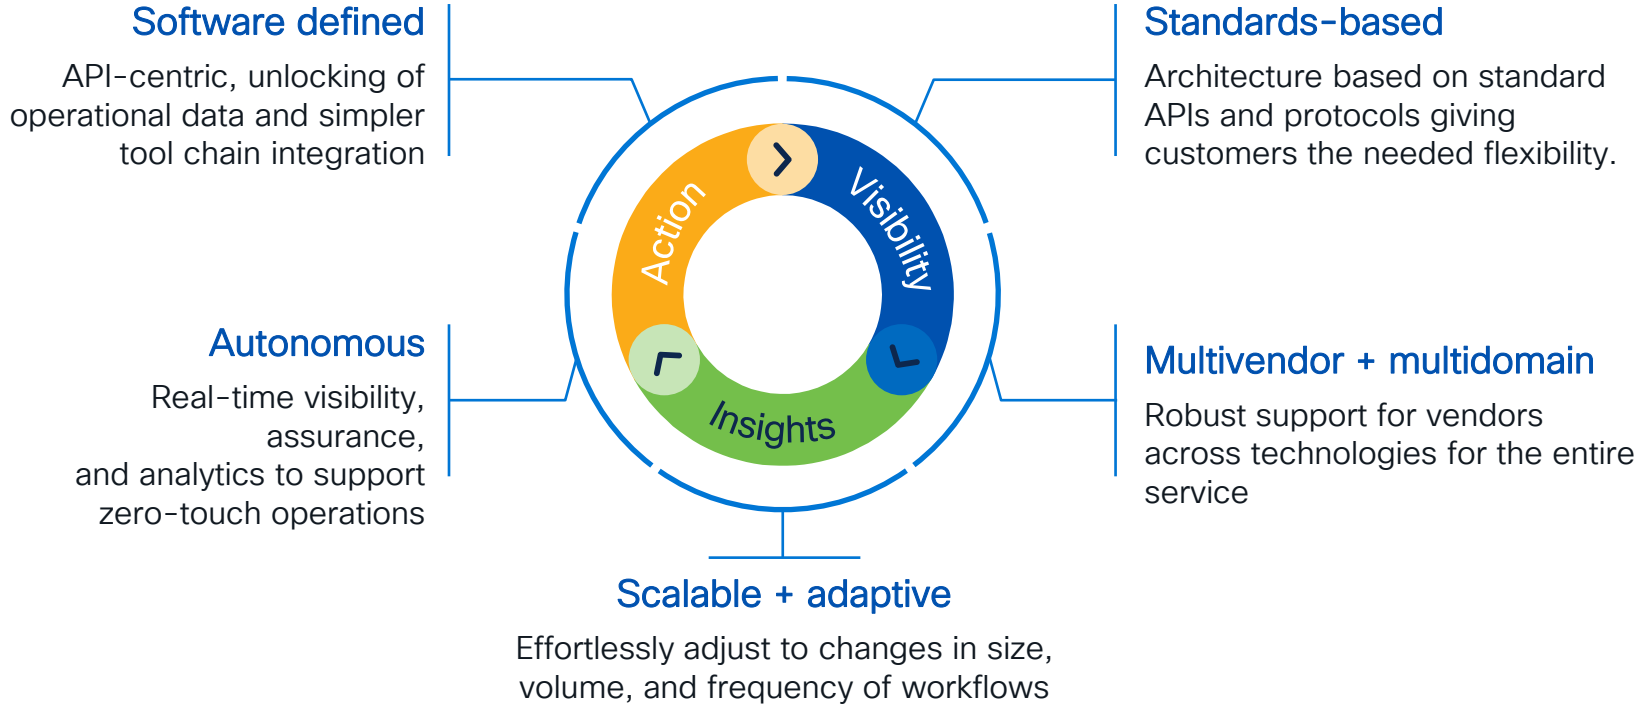 Software defined
API-centric, unlocking of
operational data and simpler
tool chain integration
Standards-based
Architecture based on standard
APIs and protocols giving
customers the needed flexibility.
Action
Visibility
Insights
Autonomous
Real-time visibility,
assurance,
and analytics to support
zero-touch operations
Multivendor + multidomain
Robust support for vendors
across technologies for the entire
service
Scalable + adaptive
Effortlessly adjust to changes in size,
volume, and frequency of workflows